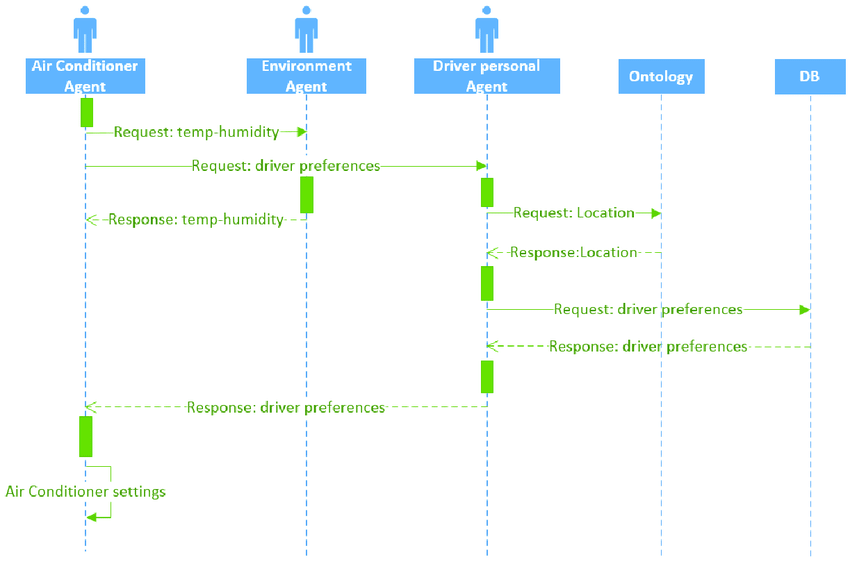 Air Conditioner
Agent
Environment
Agent
Driver personal
Agent
Ontology
DB
Request: temp-humidity
Request: driver preferences
Request: Location
Response: temp-humidity
Response:Location
Request: driver preferences
Response: driver preferences
Response: driver preferences
Air Conditioner settings